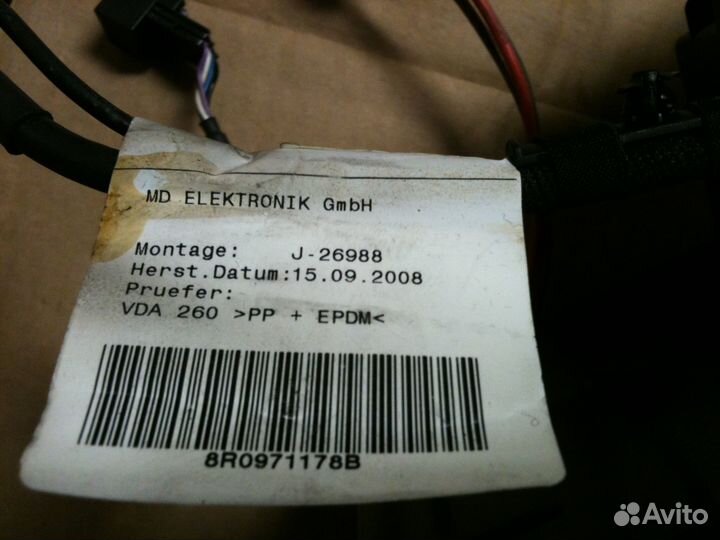 MD ELEKTRONIK GmbH
Montage: J-26988
Herst.Datum:15.09.2008
Pruefer:
VDA 260 >PP + EPDM<
8R0971178B
Avito